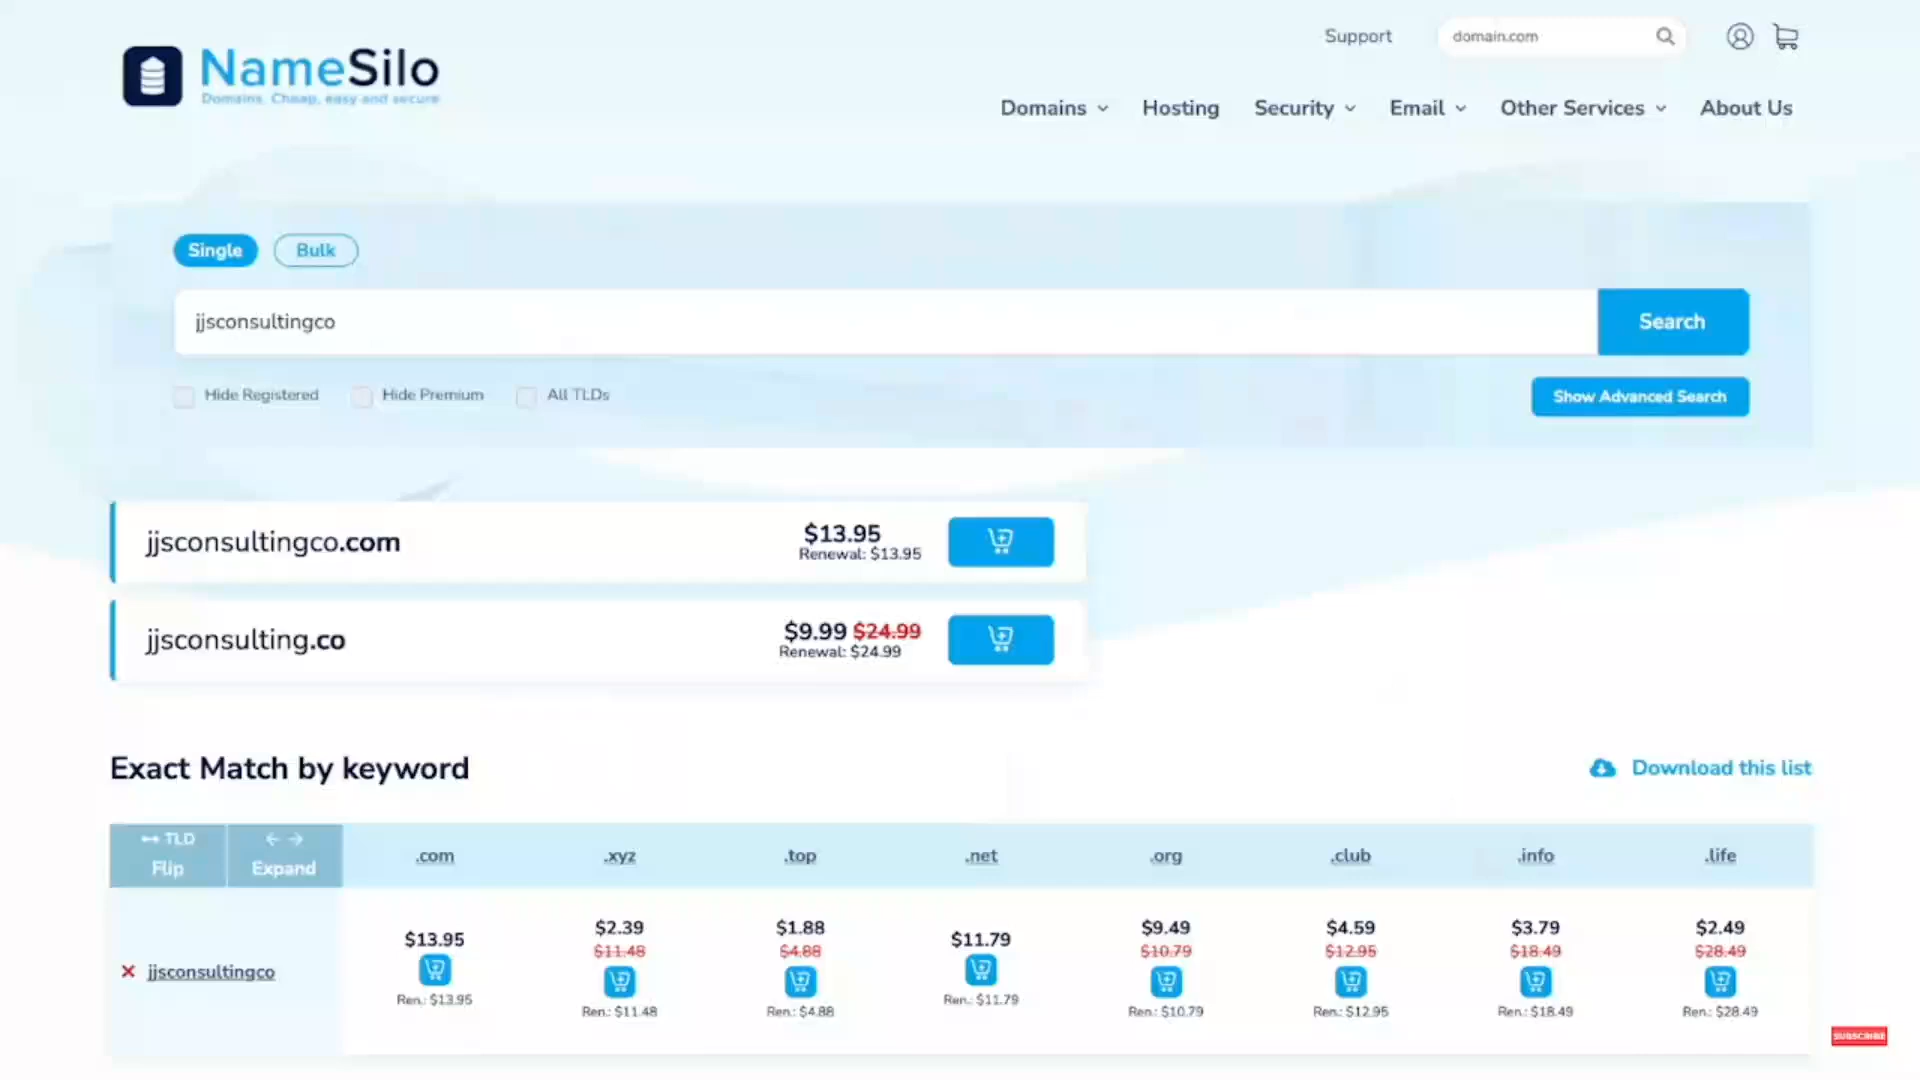 Support
domain.com
NameSilo
Domains. Cheap, easy and secure
Domains
Hosting
Security
Email
Other Services
About Us
Single
Bulk
jjsconsultingco
Search
Hide Registered
Hide Premium
All TLDs
Show Advanced Search
jjsconsultingco.com
$13.95
Renewal: $13.95
jjsconsulting.co
$9.99 $24.99
Renewal: $24.99
Exact Match by keyword
Download this list
TLD
Flip
Expand
.com
.xyz
.top
.net
.org
.club
.info
.life
jjsconsultingco
$13.95
Ren.: $13.95
$2.39
$11.48
Ren.: $11.48
$1.88
$4.88
Ren.: $4.88
$11.79
Ren.: $11.79
$9.49
$10.79
Ren.: $10.79
$4.59
$12.95
Ren.: $12.95
$3.79
$18.49
Ren.: $18.49
$2.49
$28.49
Ren.: $28.49
SUBSCRIBE